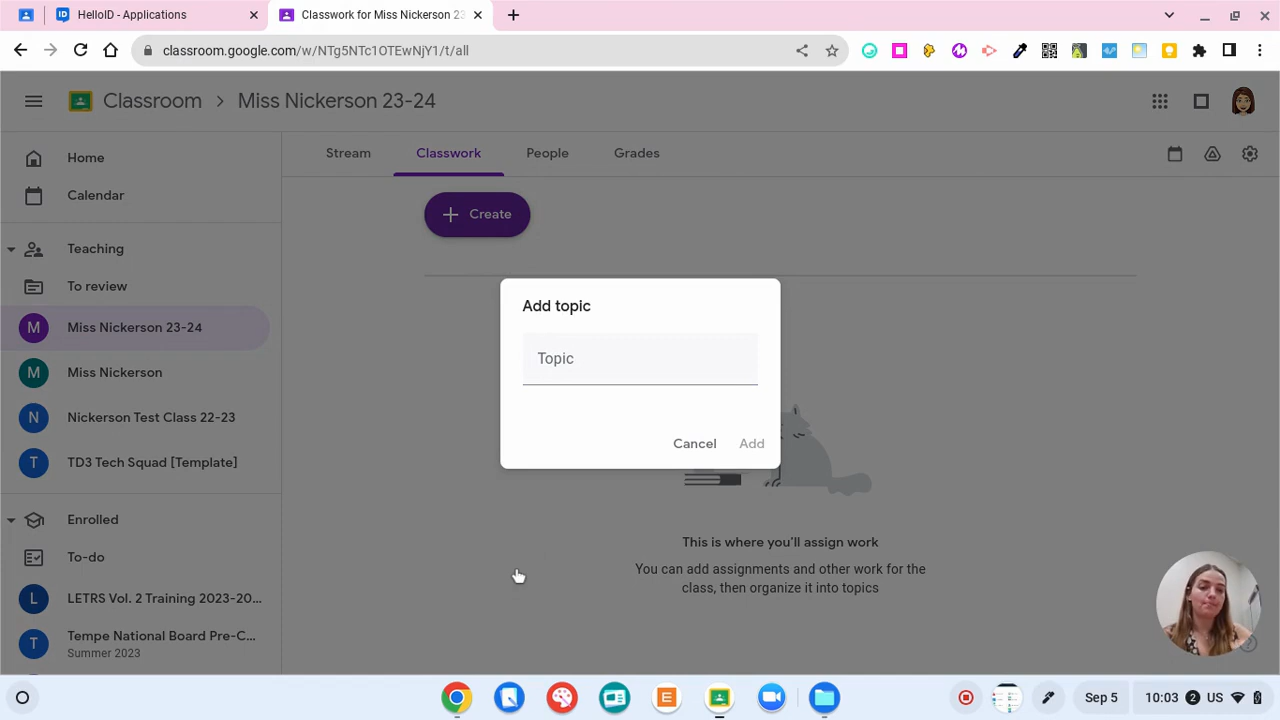 HelloID - Applications
Classwork for Miss Nickerson 23
classroom.google.com/w/NTg5NTc1OTEwNjY1/t/all
Classroom > Miss Nickerson 23-24
Home
Calendar
Teaching
To review
M Miss Nickerson 23-24
M Miss Nickerson
N Nickerson Test Class 22-23
T TD3 Tech Squad [Template]
Enrolled
To-do
L LETRS Vol. 2 Training 2023-20...
T Tempe National Board Pre-C...
Summer 2023
Stream Classwork People Grades
+ Create
Add topic
Topic
Cancel Add
This is where you'll assign work
You can add assignments and other work for the
class, then organize it into topics
Sep 5 10:03 2 US